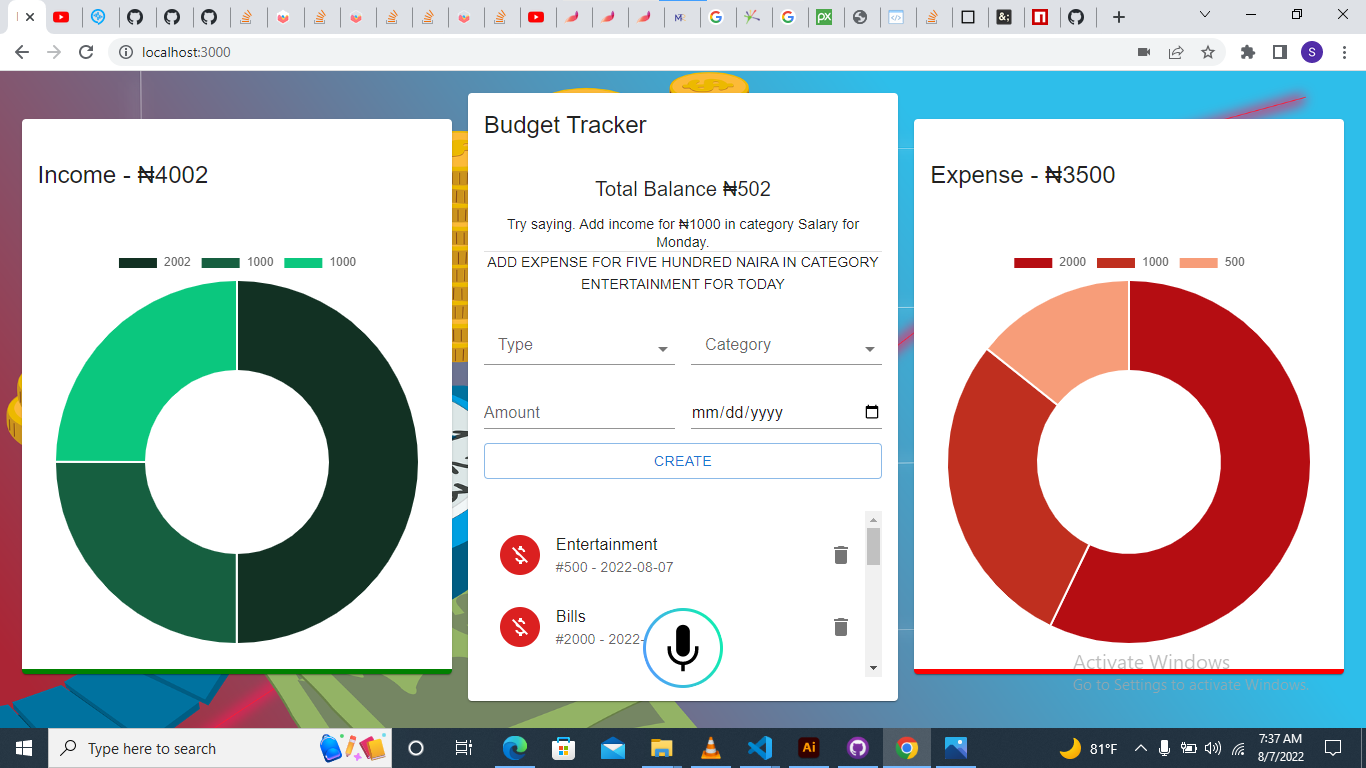 localhost:3000
S
Income - ₦4002
2002 1000 1000
Budget Tracker
Total Balance ₦502
Try saying. Add income for ₦1000 in category Salary for
Monday.
ADD EXPENSE FOR FIVE HUNDRED NAIRA IN CATEGORY
ENTERTAINMENT FOR TODAY
Type Category
Amount mm/dd/yyyy
CREATE
Entertainment
#500 - 2022-08-07
Bills
#2000 - 2022-
Expense - ₦3500
2000 1000 500
Activate Windows
Go to Settings to activate Windows.
Type here to search
Ai
81°F
7:37 AM
8/7/2022